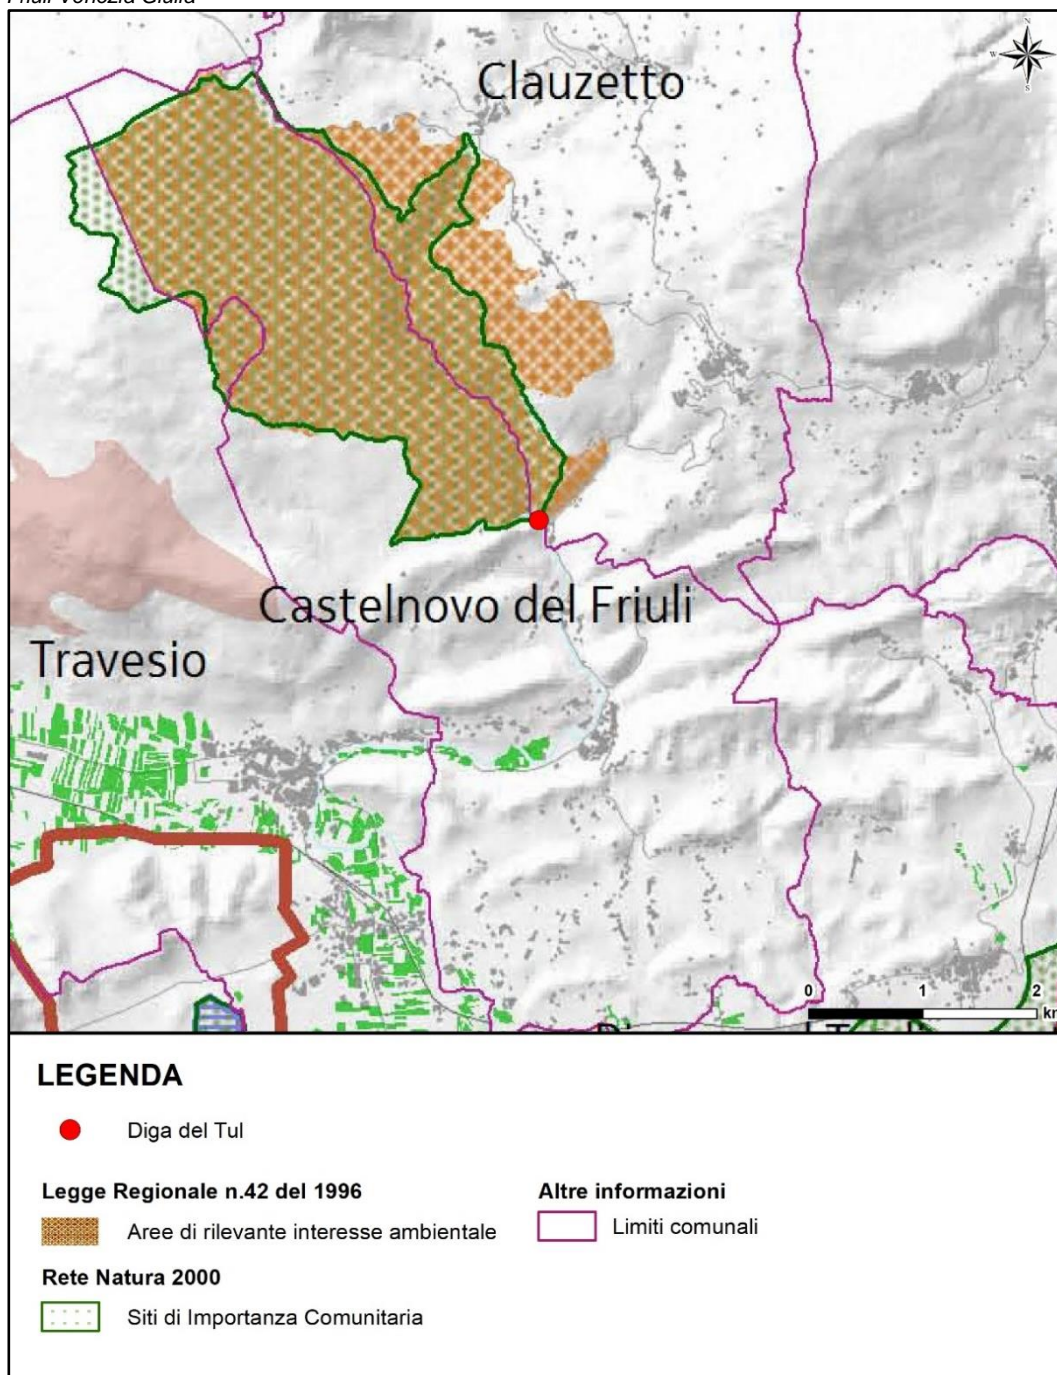 Friuli Venezia Giulia
N
W
S
Clauzetto
Castelnovo del Friuli
Travesio
0 1 2
km
LEGENDA
Diga del Tul
Legge Regionale n.42 del 1996
Aree di rilevante interesse ambientale
Altre informazioni
Limiti comunali
Rete Natura 2000
Siti di Importanza Comunitaria